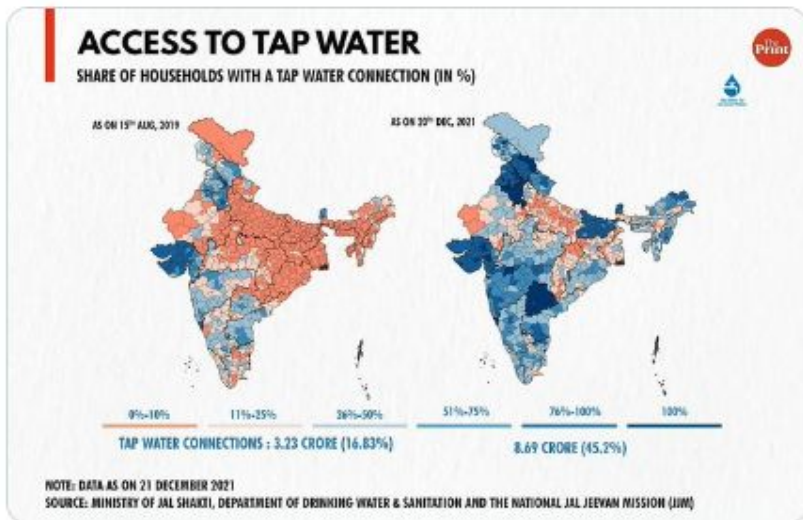 ACCESS TO TAP WATER
The
Print
SHARE OF HOUSEHOLDS WITH A TAP WATER CONNECTION (IN %)
AS ON 15TH AUG, 2019
AS ON 20TH DEC, 2021
0%-10%
11%-25%
26%-50%
51%-75%
76%-100%
100%
TAP WATER CONNECTIONS : 3.23 CRORE (16.83%)
8.69 CRORE (45.2%)
NOTE: DATA AS ON 21 DECEMBER 2021
SOURCE: MINISTRY OF JAL SHAKTI, DEPARTMENT OF DRINKING WATER & SANITATION AND THE NATIONAL JAL JEEVAN MISSION (JJM)